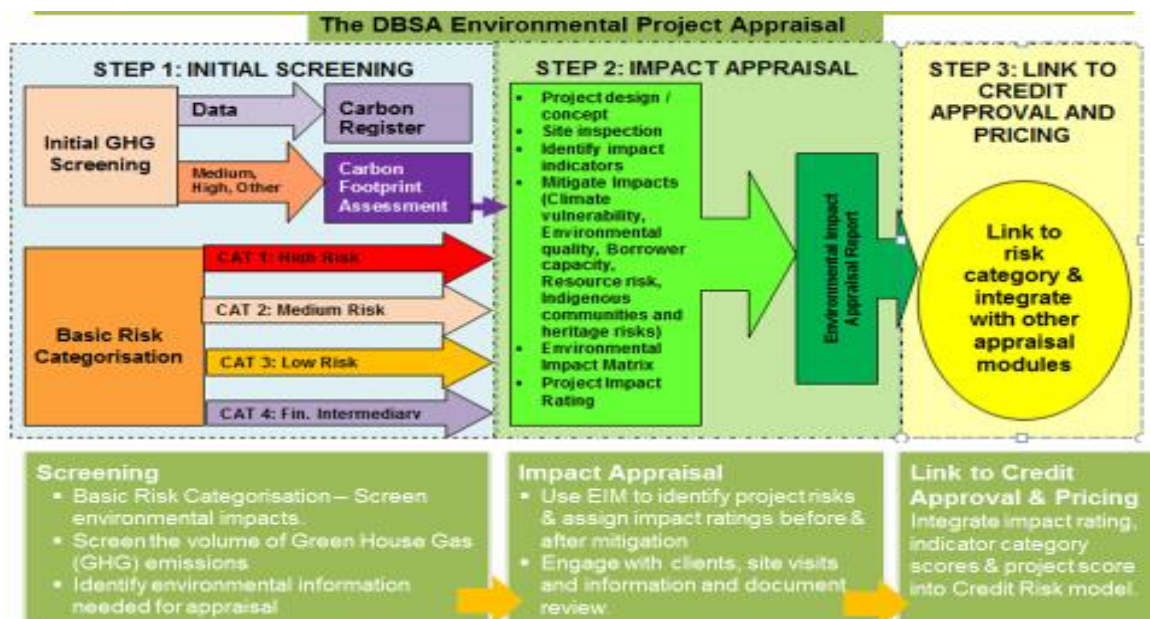 The DBSA Environmental Project Appraisal
STEP 1: INITIAL SCREENING
Initial GHG
Screening
Data
Carbon
Register
Medium,
High, Other
Carbon
Footprint
Assessment
Basic Risk
Categorisation
CAT 1: High Risk
CAT 2: Medium Risk
CAT 3: Low Risk
CAT 4: Fin. Intermediary
STEP 2: IMPACT APPRAISAL
• Project design /
concept
• Site inspection
• Identify impact
indicators
• Mitigate Impacts
(Climate
vulnerability,
Environmental
quality, Borrower
capacity,
Resource risk,
Indigenous
communities and
heritage risks)
• Environmental
Impact Matrix
• Project Impact
Rating
Environmental Impact
Appraisal Report
STEP 3: LINK TO
CREDIT
APPROVAL AND
PRICING
Link to
risk
category &
integrate
with other
appraisal
modules
Screening
▪ Basic Risk Categorisation – Screen
environmental impacts.
▪ Screen the volume of Green House Gas
(GHG) emissions
▪ Identify environmental information
needed for appraisal
Impact Appraisal
▪ Use EIM to identify project risks
& assign impact ratings before &
after mitigation
▪ Engage with clients, site visits
and information and document
review.
Link to Credit
Approval & Pricing
Integrate impact rating,
indicator category
scores & project score
into Credit Risk model.